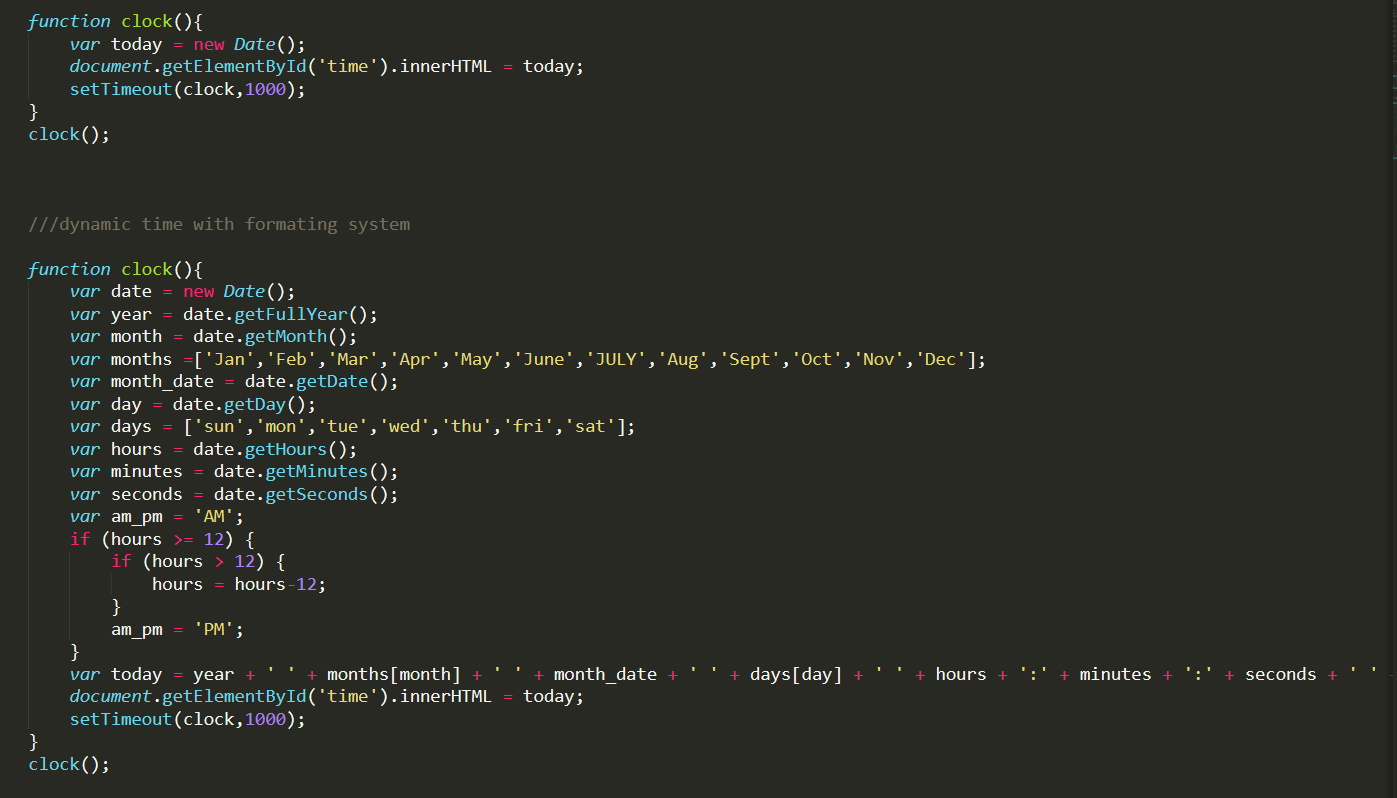 function clock(){
    var today = new Date();
    document.getElementById('time').innerHTML = today;
    setTimeout(clock,1000);
}
clock();
///dynamic time with formating system
function clock(){
    var date = new Date();
    var year = date.getFullYear();
    var month = date.getMonth();
    var months =['Jan','Feb','Mar','Apr','May','June','JULY','Aug','Sept','Oct','Nov','Dec'];
    var month_date = date.getDate();
    var day = date.getDay();
    var days = ['sun','mon','tue','wed','thu','fri','sat'];
    var hours = date.getHours();
    var minutes = date.getMinutes();
    var seconds = date.getSeconds();
    var am_pm = 'AM';
    if (hours >= 12) {
        if (hours > 12) {
            hours = hours-12;
        }
        am_pm = 'PM';
    }
    var today = year + ' ' + months[month] + ' ' + month_date + ' ' + days[day] + ' ' + hours + ':' + minutes + ':' + seconds + ' '
    document.getElementById('time').innerHTML = today;
    setTimeout(clock,1000);
}
clock();